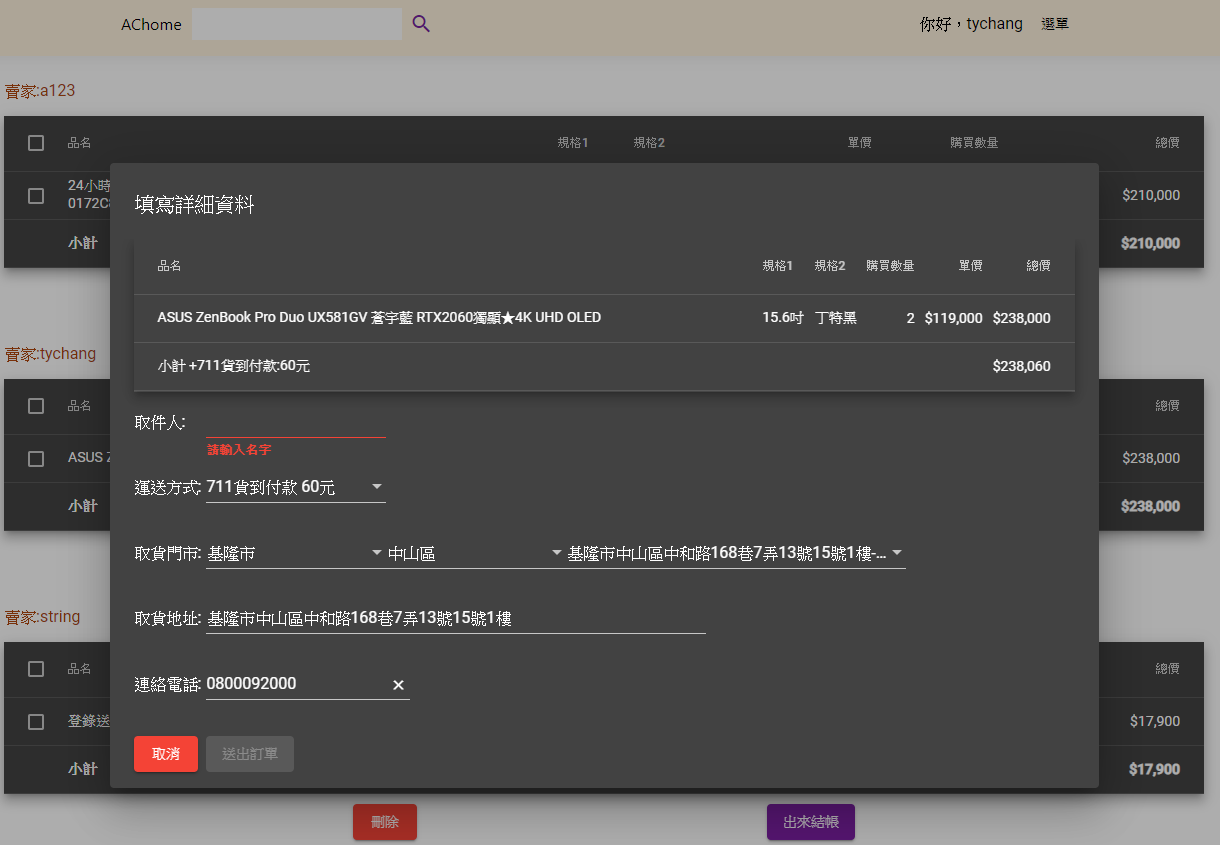 AChome
你好，tychang 選單
賣家:a123
品名 規格1 規格2 單價 購買數量 總價
24小時
0172C
$210,000
小計 $210,000
填寫詳細資料
品名 規格1 規格2 購買數量 單價 總價
ASUS ZenBook Pro Duo UX581GV 蒼宇藍 RTX2060獨顯★4K UHD OLED 15.6吋 丁特黑 2 $119,000 $238,000
小計 +711貨到付款:60元 $238,060
取件人:
請輸入名字
運送方式: 711貨到付款 60元
取貨門市: 基隆市 中山區 基隆市中山區中和路168巷7弄13號15號1樓-...
取貨地址: 基隆市中山區中和路168巷7弄13號15號1樓
連絡電話: 0800092000
取消 送出訂單
賣家:tychang
品名 總價
ASUS $238,000
小計 $238,000
賣家:string
品名 總價
登錄送 $17,900
小計 $17,900
刪除 出來結帳